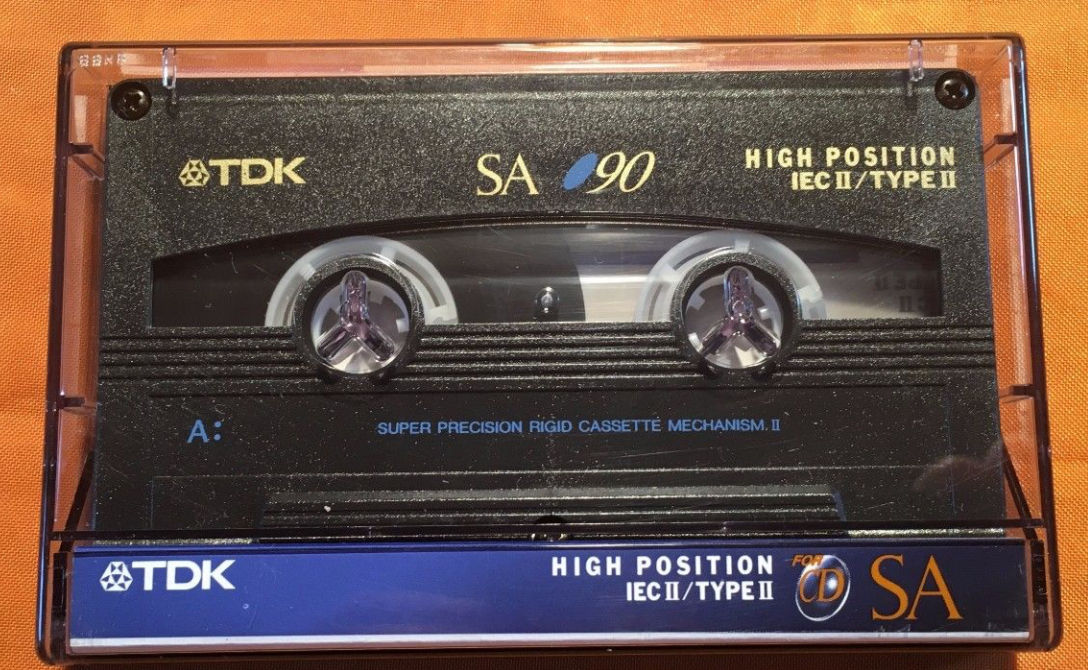 TDK
SA 90
HIGH POSITION
IEC II/TYPE II
A:
SUPER PRECISION RIGID CASSETTE MECHANISM. II
TDK
HIGH POSITION
IEC II/TYPE II
FOR
CD
SA